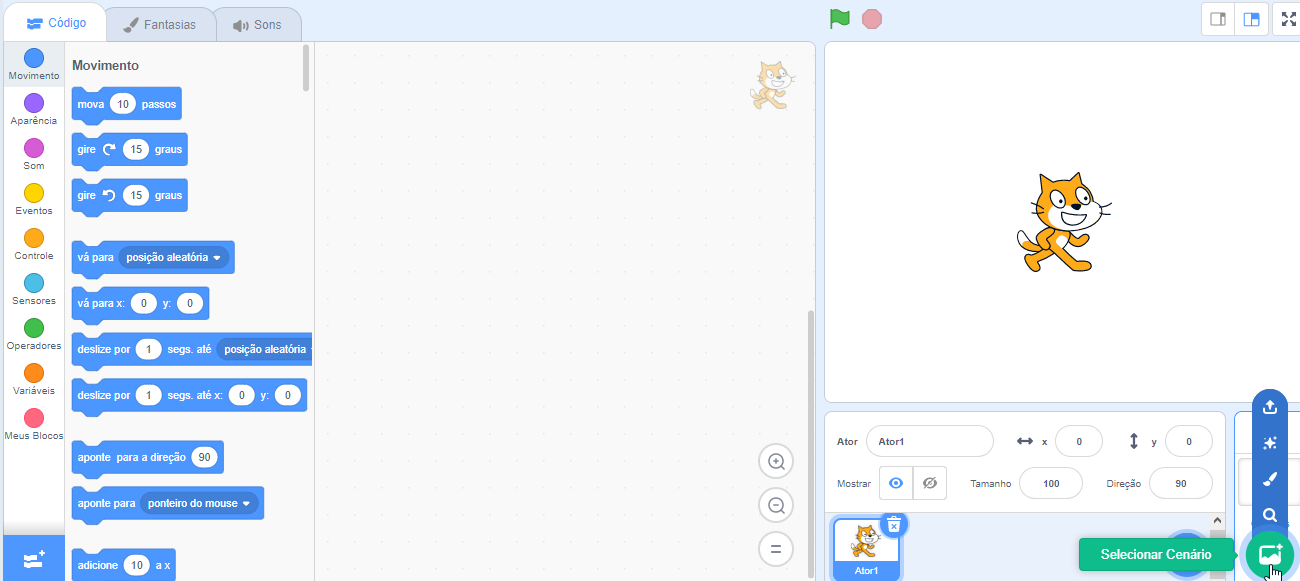 Código
Fantasias
Sons
Movimento
Aparência
Som
Eventos
Controle
Sensores
Operadores
Variáveis
Meus Blocos
Movimento
mova 10 passos
gire 15 graus
gire 15 graus
vá para posição aleatória
vá para x: 0 y: 0
deslize por 1 segs. até posição aleatória
deslize por 1 segs. até x: 0 y: 0
aponte para a direção 90
aponte para ponteiro do mouse
adicione 10 a x
Ator Ator1 x 0 y 0
Mostrar Tamanho 100 Direção 90
Ator1
Selecionar Cenário